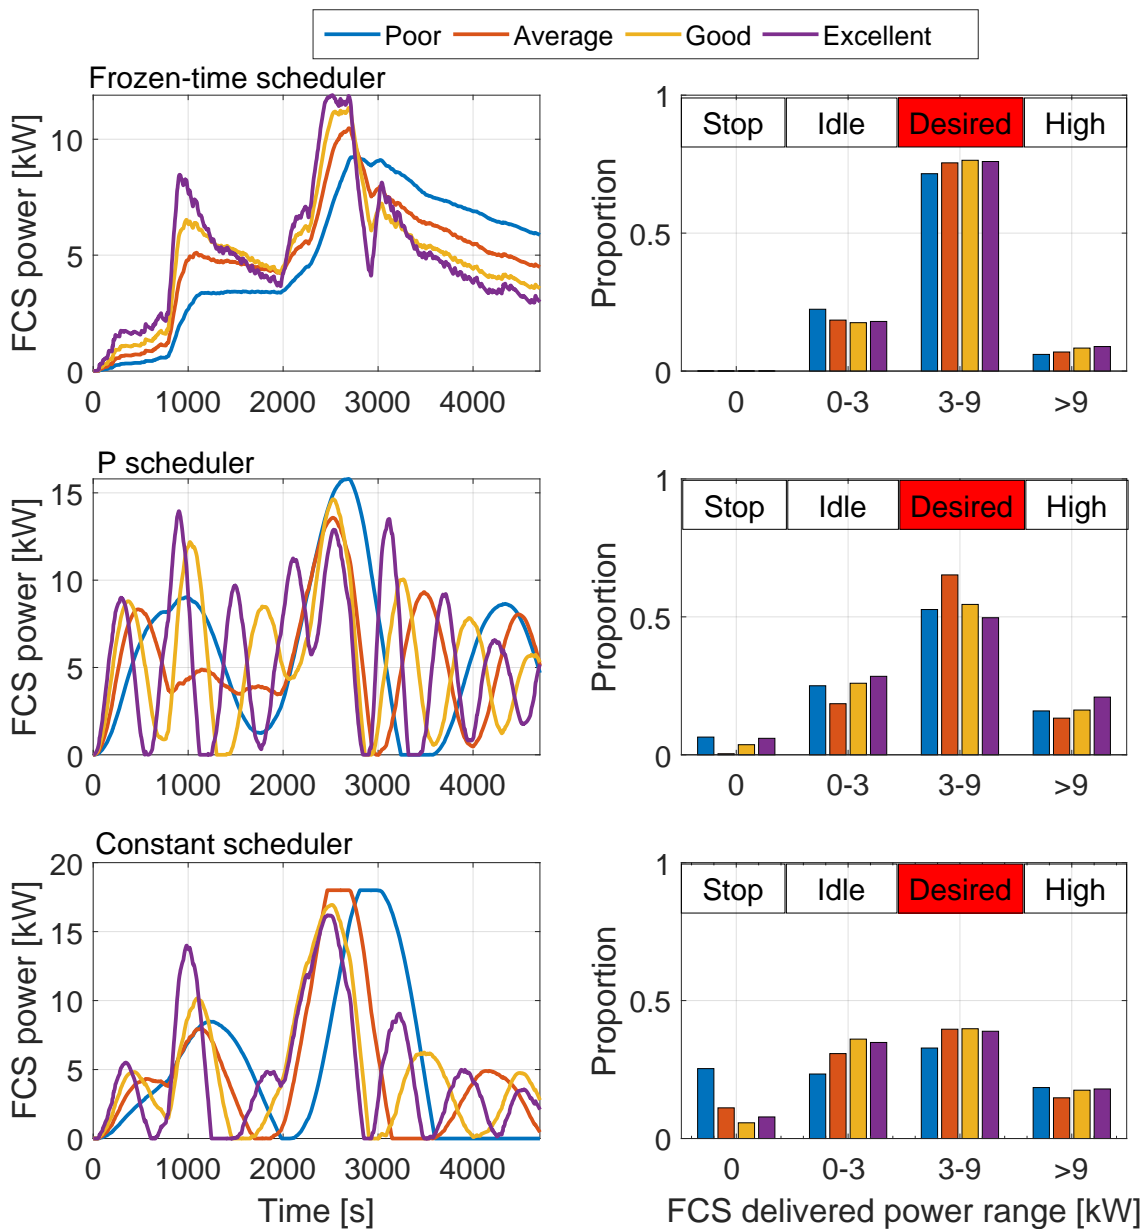 Poor Average Good Excellent
Frozen-time scheduler
FCS power [kW]
10
5
0
0 1000 2000 3000 4000
Proportion
1
0.5
0
Stop Idle Desired High
0 0-3 3-9 >9
P scheduler
FCS power [kW]
15
10
5
0
0 1000 2000 3000 4000
Proportion
1
0.5
0
Stop Idle Desired High
0 0-3 3-9 >9
Constant scheduler
FCS power [kW]
20
15
10
5
0
0 1000 2000 3000 4000
Time [s]
Proportion
1
0.5
0
Stop Idle Desired High
0 0-3 3-9 >9
FCS delivered power range [kW]